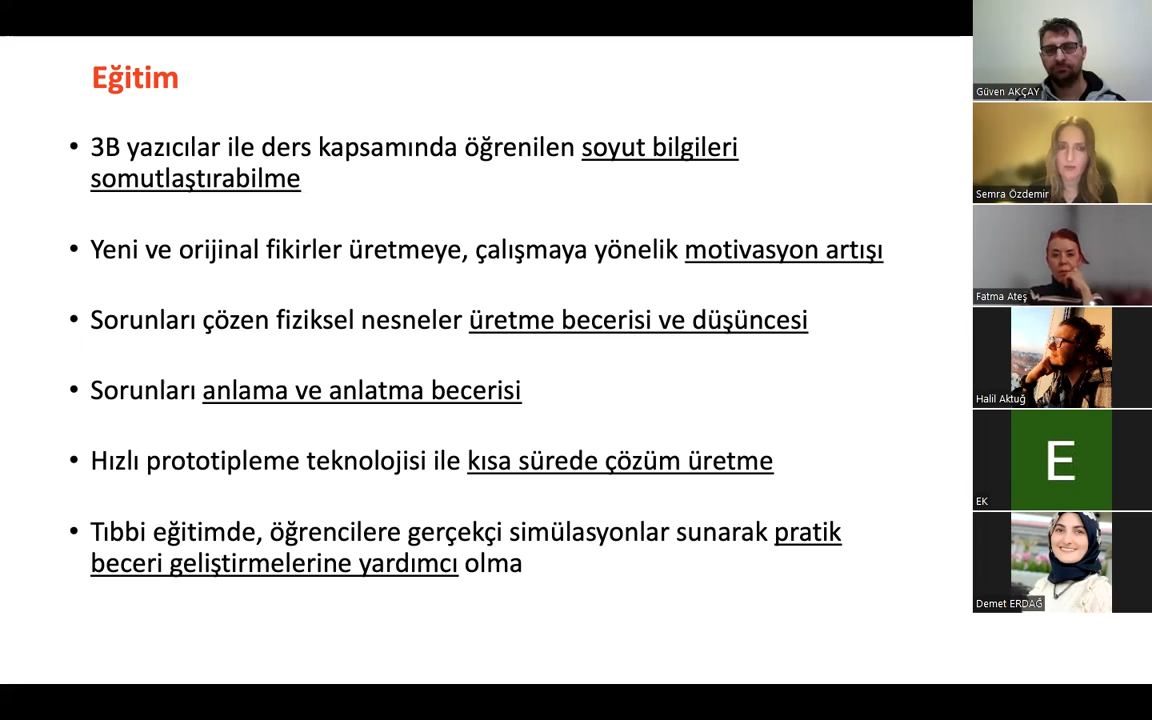 Eğitim
• 3B yazıcılar ile ders kapsamında öğrenilen soyut bilgileri
somutlaştırabilme
• Yeni ve orijinal fikirler üretmeye, çalışmaya yönelik motivasyon artışı
• Sorunları çözen fiziksel nesneler üretme becerisi ve düşüncesi
• Sorunları anlama ve anlatma becerisi
• Hızlı prototipleme teknolojisi ile kısa sürede çözüm üretme
• Tıbbi eğitimde, öğrencilere gerçekçi simülasyonlar sunarak pratik
beceri geliştirmelerine yardımcı olma
Güven AKÇAY
Semra Özdemir
Fatma Ateş
Halil Aktuğ
E
EK
Demet ERDAĞ